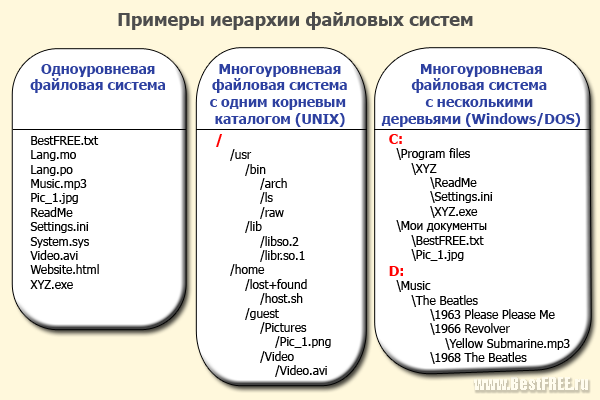 Примеры иерархии файловых систем
Одноуровневая
файловая система
BestFREE.txt
Lang.mo
Lang.po
Music.mp3
Pic_1.jpg
ReadMe
Settings.ini
System.sys
Video.avi
Website.html
XYZ.exe
Многоуровневая
файловая система
с одним корневым
каталогом (UNIX)
/
/usr
/bin
/arch
/ls
/raw
/lib
/libso.2
/libr.so.1
/home
/lost+found
/host.sh
/guest
/Pictures
/Pic_1.png
/Video
/Video.avi
Многоуровневая
файловая система
с несколькими
деревьями (Windows/DOS)
C:
\Program files
\XYZ
\ReadMe
\Settings.ini
\XYZ.exe
\Мои документы
\BestFREE.txt
\Pic_1.jpg
D:
\Music
\The Beatles
\1963 Please Please Me
\1966 Revolver
\Yellow Submarine.mp3
\1968 The Beatles
www.BestFREE.ru